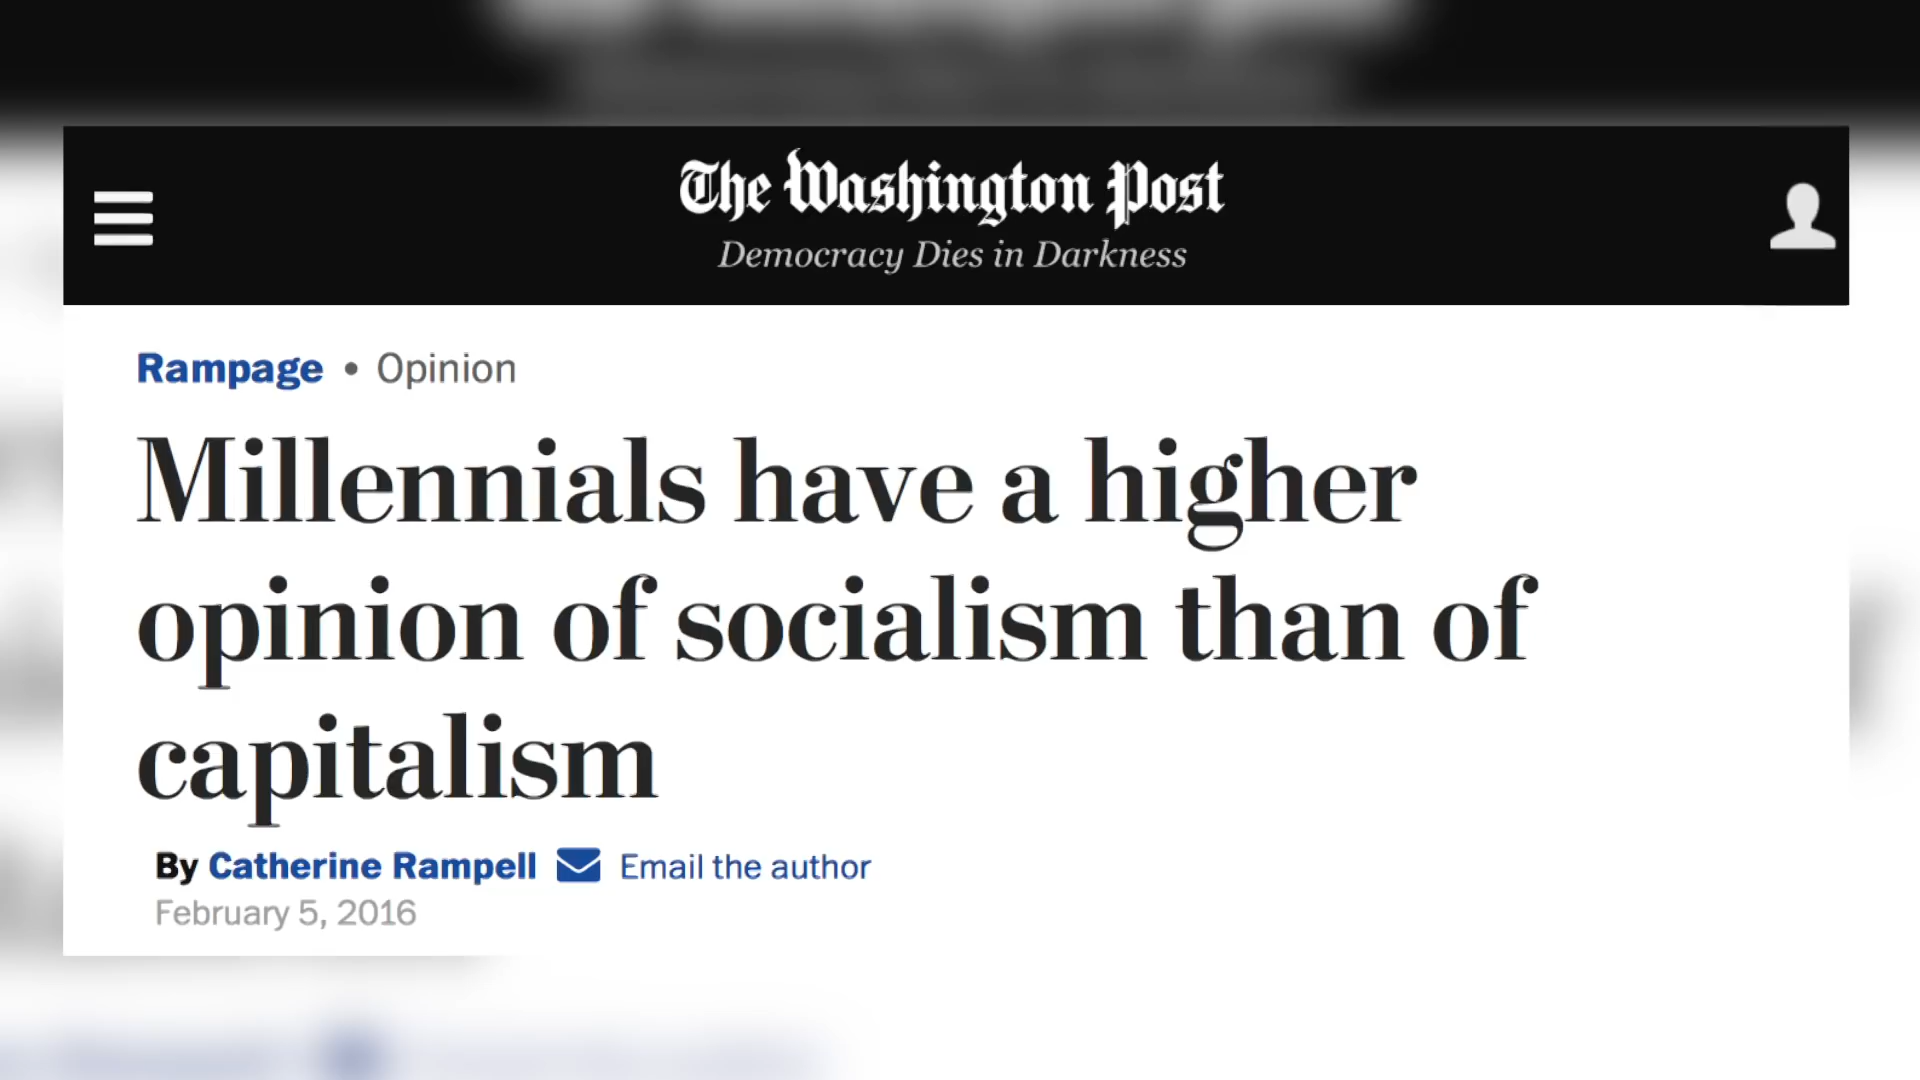 The Washington Post
Democracy Dies in Darkness
Rampage • Opinion
Millennials have a higher
opinion of socialism than of
capitalism
By Catherine Rampell Email the author
February 5, 2016